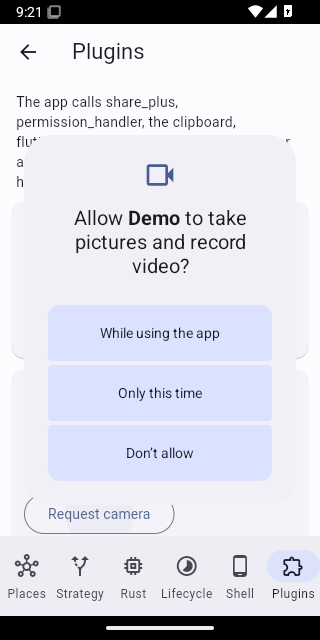 9:21
Plugins
The app calls share_plus,
permission_handler, the clipboard,
Allow Demo to take
pictures and record
video?
While using the app
Only this time
Don't allow
Request camera
Places Strategy Rust Lifecycle Shell Plugins